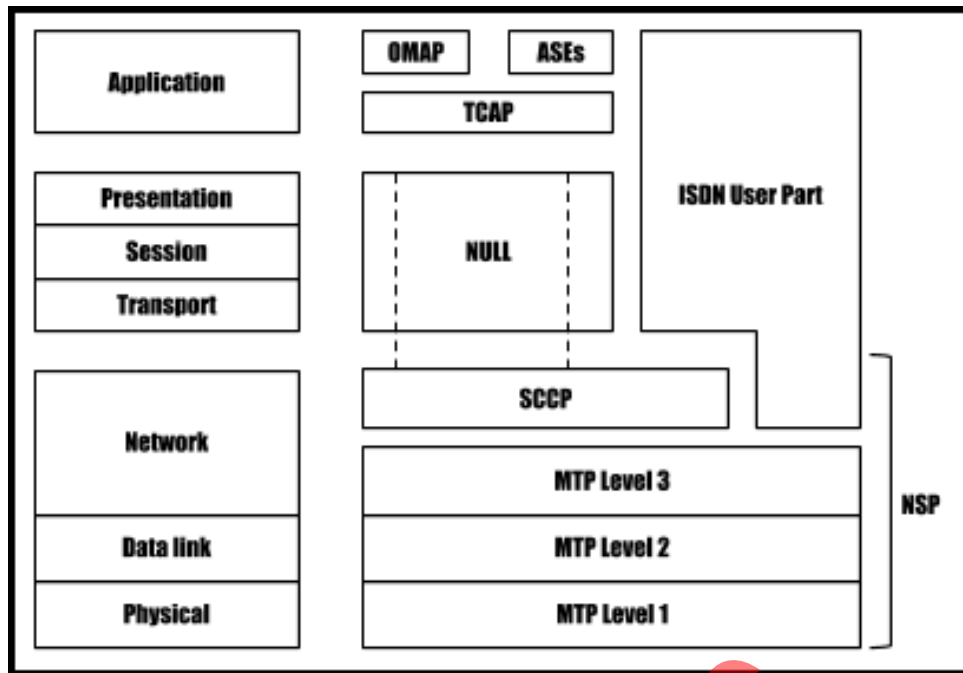 Application
Presentation
Session
Transport
Network
Data link
Physical
OMAP
ASEs
TCAP
NULL
SCCP
MTP Level 3
MTP Level 2
MTP Level 1
ISDN User Part
NSP